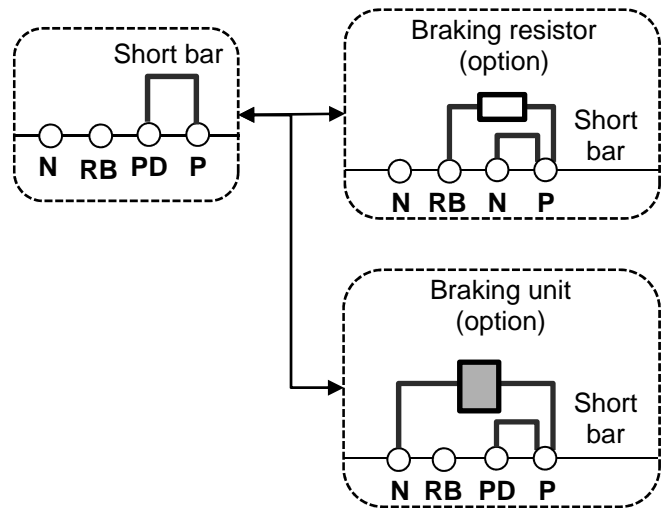 Short bar
N RB PD P
Braking resistor
(option)
Short
bar
N RB N P
Braking unit
(option)
Short
bar
N RB PD P